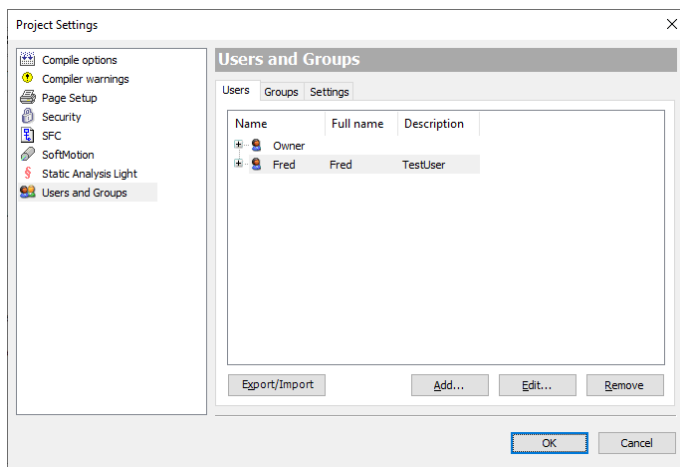 Project Settings
Compile options
Compiler warnings
Page Setup
Security
SFC
SoftMotion
Static Analysis Light
Users and Groups
Users and Groups
Users Groups Settings
Name Full name Description
Owner
Fred Fred TestUser
Export/Import Add... Edit... Remove
OK Cancel